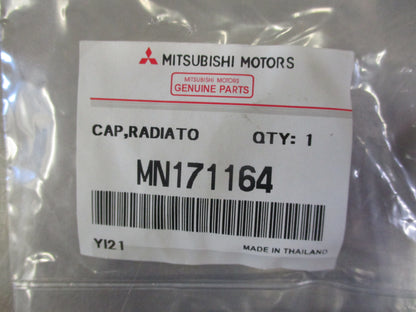 MITSUBISHI MOTORS
MITSUBISHI MOTORS
GENUINE PARTS
CAP,RADIATO QTY: 1
MN171164
YI21 MADE IN THAILAND